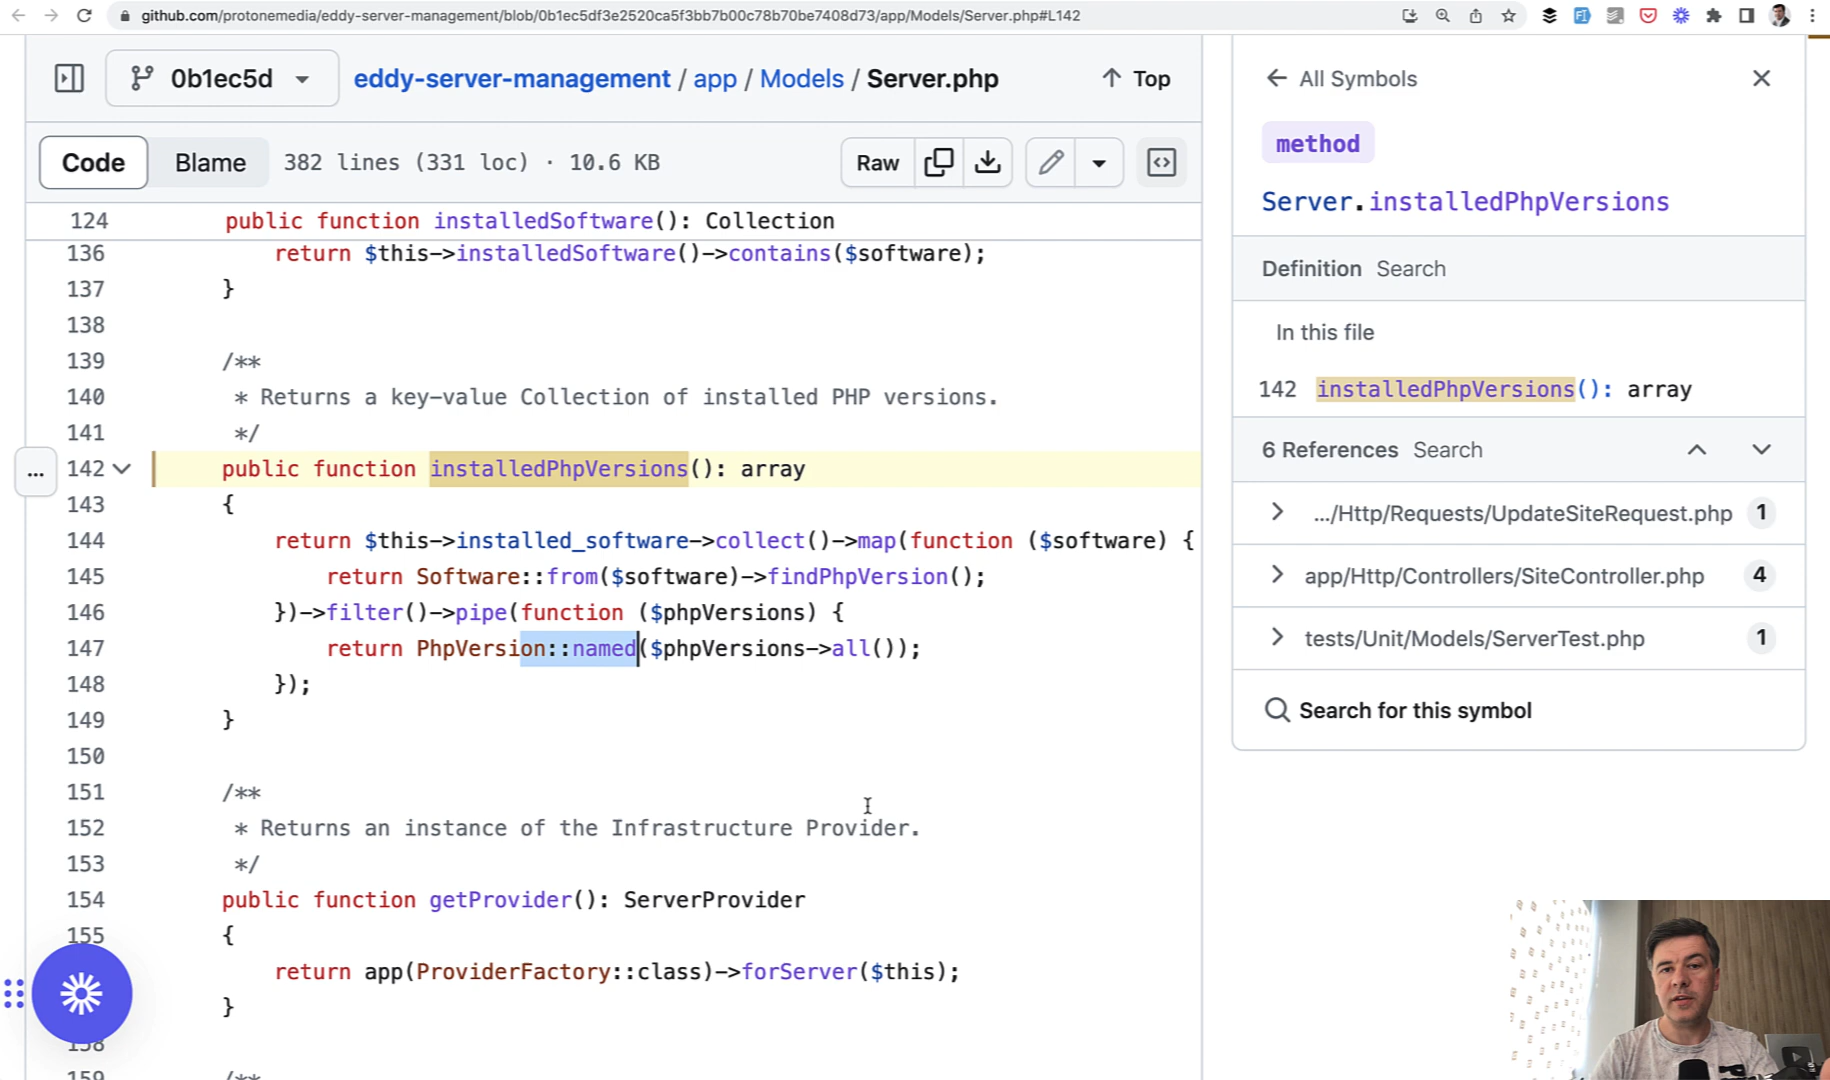 github.com/protonemedia/eddy-server-management/blob/0b1ec5df3e2520ca5f3bb7b00c78b70be7408d73/app/Models/Server.php#L142
0b1ec5d
eddy-server-management / app / Models / Server.php
Top
Code Blame 382 lines (331 loc) · 10.6 KB
Raw
124 public function installedSoftware(): Collection
136 return $this->installedSoftware()->contains($software);
137 }
138
139 /**
140 * Returns a key-value Collection of installed PHP versions.
141 */
... 142 public function installedPhpVersions(): array
143 {
144 return $this->installed_software->collect()->map(function ($software) {
145 return Software::from($software)->findPhpVersion();
146 })->filter()->pipe(function ($phpVersions) {
147 return PhpVersion::named($phpVersions->all());
148 });
149 }
150
151 /**
152 * Returns an instance of the Infrastructure Provider.
153 */
154 public function getProvider(): ServerProvider
155 {
return app(ProviderFactory::class)->forServer($this);
}
158
159 /**
All Symbols
method
Server.installedPhpVersions
Definition Search
In this file
142 installedPhpVersions(): array
6 References Search
.../Http/Requests/UpdateSiteRequest.php 1
app/Http/Controllers/SiteController.php 4
tests/Unit/Models/ServerTest.php 1
Search for this symbol